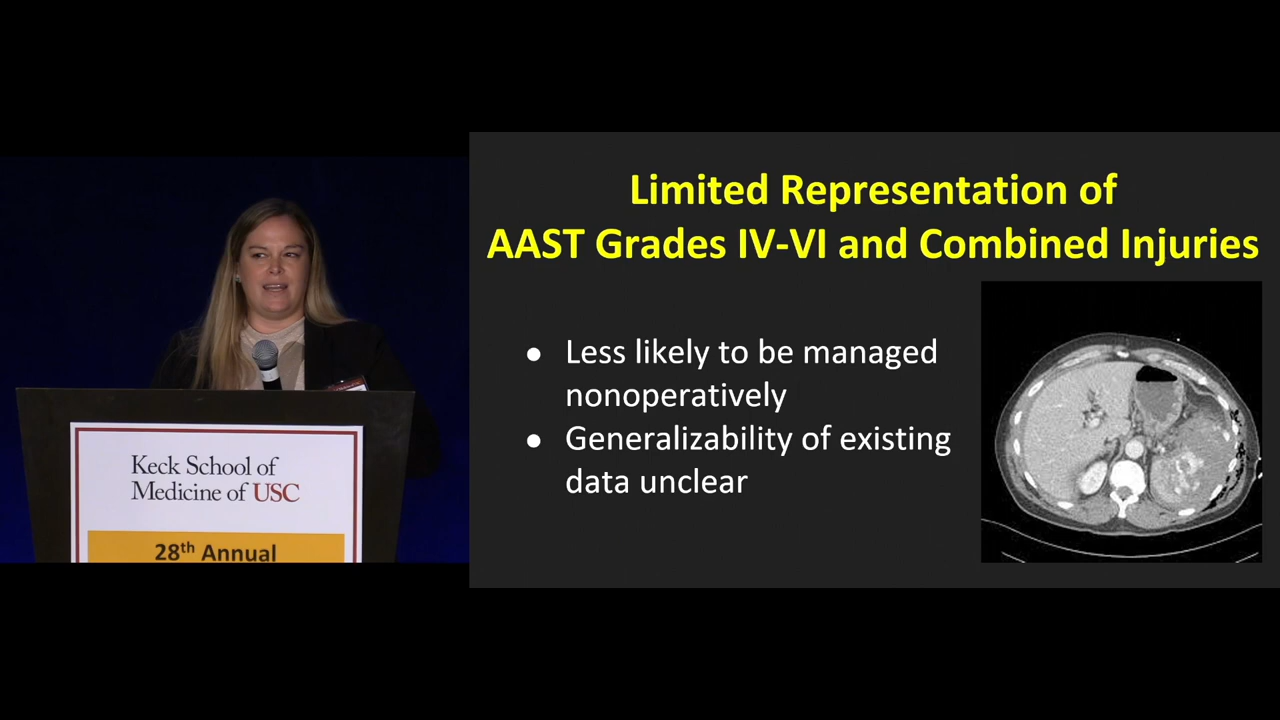 Limited Representation of
AAST Grades IV-VI and Combined Injuries
● Less likely to be managed
nonoperatively
● Generalizability of existing
data unclear
Keck School of
Medicine of USC
28th Annual